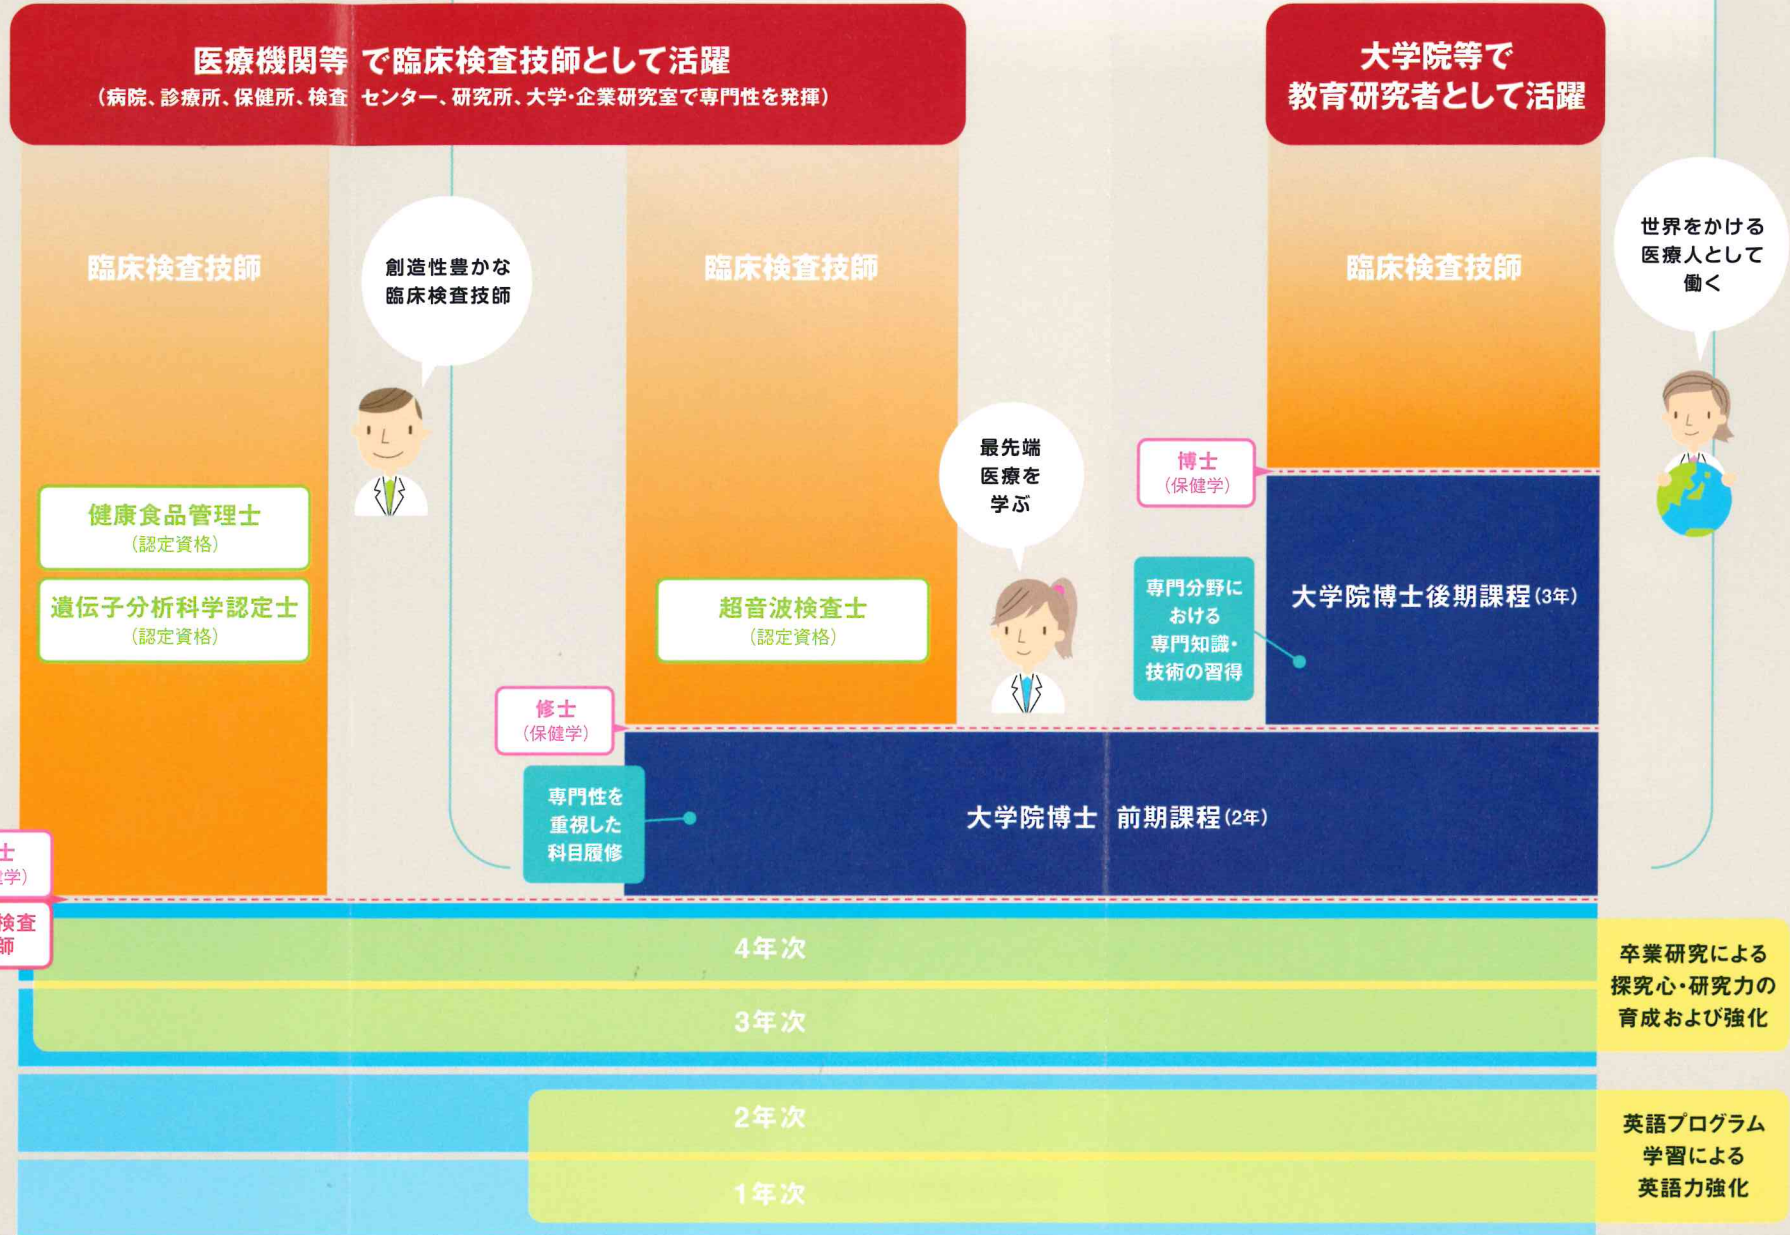 医療機関等で臨床検査技師として活躍
(病院、診療所、保健所、検査センター、研究所、大学・企業研究室で専門性を発揮)
大学院等で
教育研究者として活躍
臨床検査技師
創造性豊かな
臨床検査技師
臨床検査技師
臨床検査技師
世界をかける
医療人として
働く
健康食品管理士
(認定資格)
遺伝子分析科学認定士
(認定資格)
超音波検査士
(認定資格)
最先端
医療を
学ぶ
博士
(保健学)
専門分野に
おける
専門知識・
技術の習得
大学院博士後期課程(3年)
修士
(保健学)
専門性を
重視した
科目履修
大学院博士前期課程(2年)
士
学)
検査
師
4年次
3年次
卒業研究による
探究心・研究力の
育成および強化
2年次
1年次
英語プログラム
学習による
英語力強化